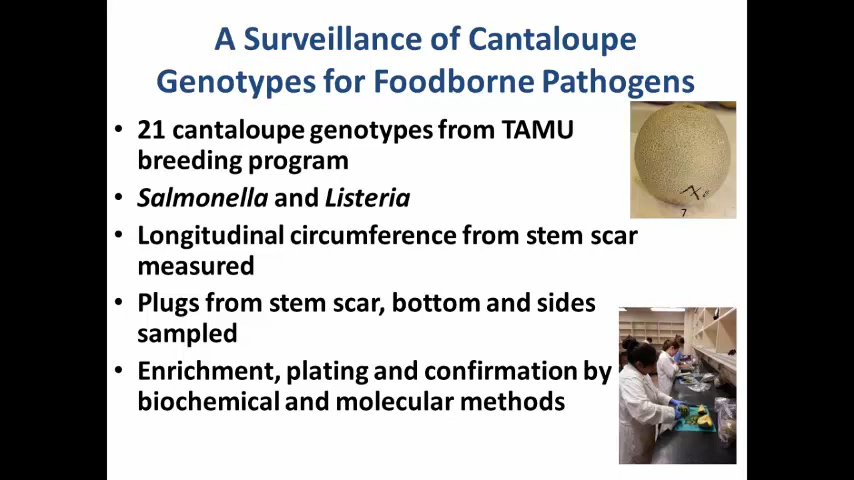 A Surveillance of Cantaloupe
Genotypes for Foodborne Pathogens
• 21 cantaloupe genotypes from TAMU
breeding program
• Salmonella and Listeria
• Longitudinal circumference from stem scar
measured
• Plugs from stem scar, bottom and sides
sampled
• Enrichment, plating and confirmation by
biochemical and molecular methods
7
7